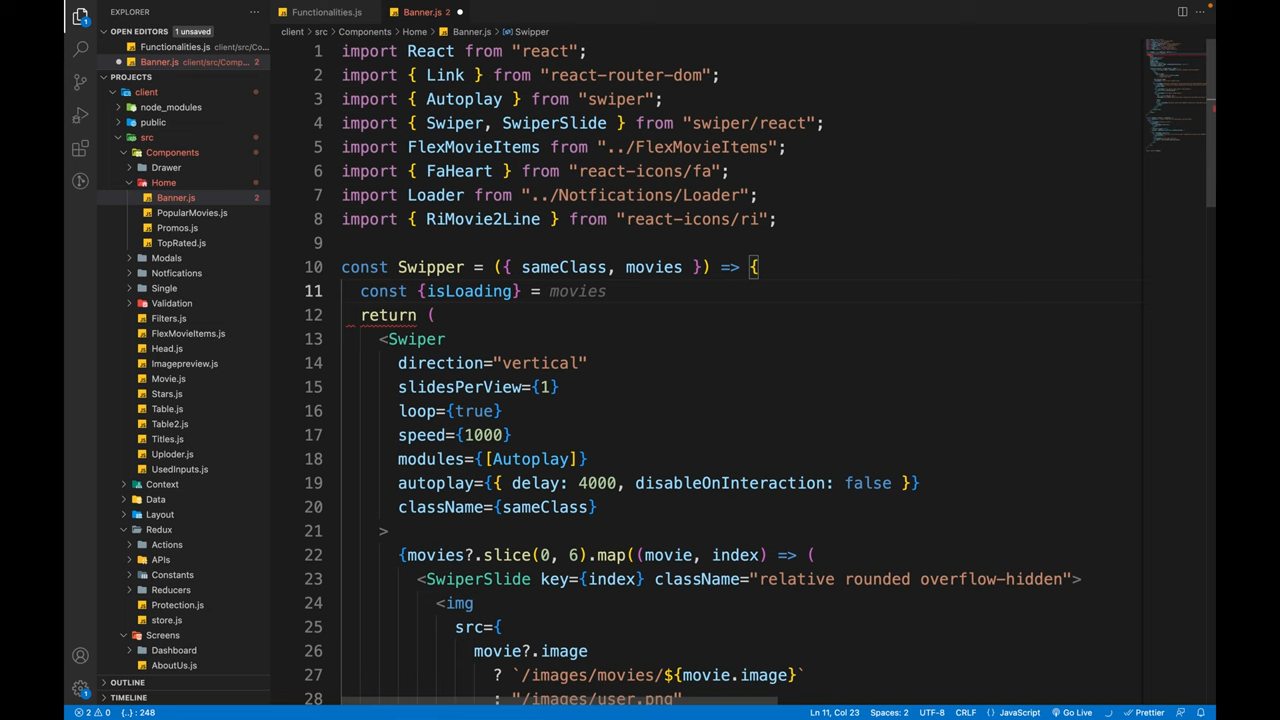 EXPLORER
Functionalities.js
Banner.js 2
OPEN EDITORS 1 unsaved
client > src > Components > Home > Banner.js > Swipper
Functionalities.js client/src/Co...
Banner.js client/src/Comp... 2
PROJECTS
client
node_modules
public
src
Components
Drawer
Home
Banner.js 2
PopularMovies.js
Promos.js
TopRated.js
Modals
Notfications
Single
Validation
Filters.js
FlexMovieItems.js
Head.js
Imagepreview.js
Movie.js
Stars.js
Table.js
Table2.js
Titles.js
Uploder.js
UsedInputs.js
Context
Data
Layout
Redux
Actions
APIs
Constants
Reducers
Protection.js
store.js
Screens
Dashboard
AboutUs.js
OUTLINE
TIMELINE
1 import React from "react";
2 import { Link } from "react-router-dom";
3 import { Autoplay } from "swiper";
4 import { Swiper, SwiperSlide } from "swiper/react";
5 import FlexMovieItems from "../FlexMovieItems";
6 import { FaHeart } from "react-icons/fa";
7 import Loader from "../Notfications/Loader";
8 import { RiMovie2Line } from "react-icons/ri";
9
10 const Swipper = ({ sameClass, movies }) => {
11 const {isLoading} = movies
12 return (
13 <Swiper
14 direction="vertical"
15 slidesPerView={1}
16 loop={true}
17 speed={1000}
18 modules={[Autoplay]}
19 autoplay={{ delay: 4000, disableOnInteraction: false }}
20 className={sameClass}
21 >
22 {movies?.slice(0, 6).map((movie, index) => (
23 <SwiperSlide key={index} className="relative rounded overflow-hidden">
24 <img
25 src={
26 movie?.image
27 ? `/images/movies/${movie.image}`
28 : "/images/user.png"
2 0 {..} : 248 Ln 11, Col 23 Spaces: 2 UTF-8 CRLF {} JavaScript Go Live Prettier